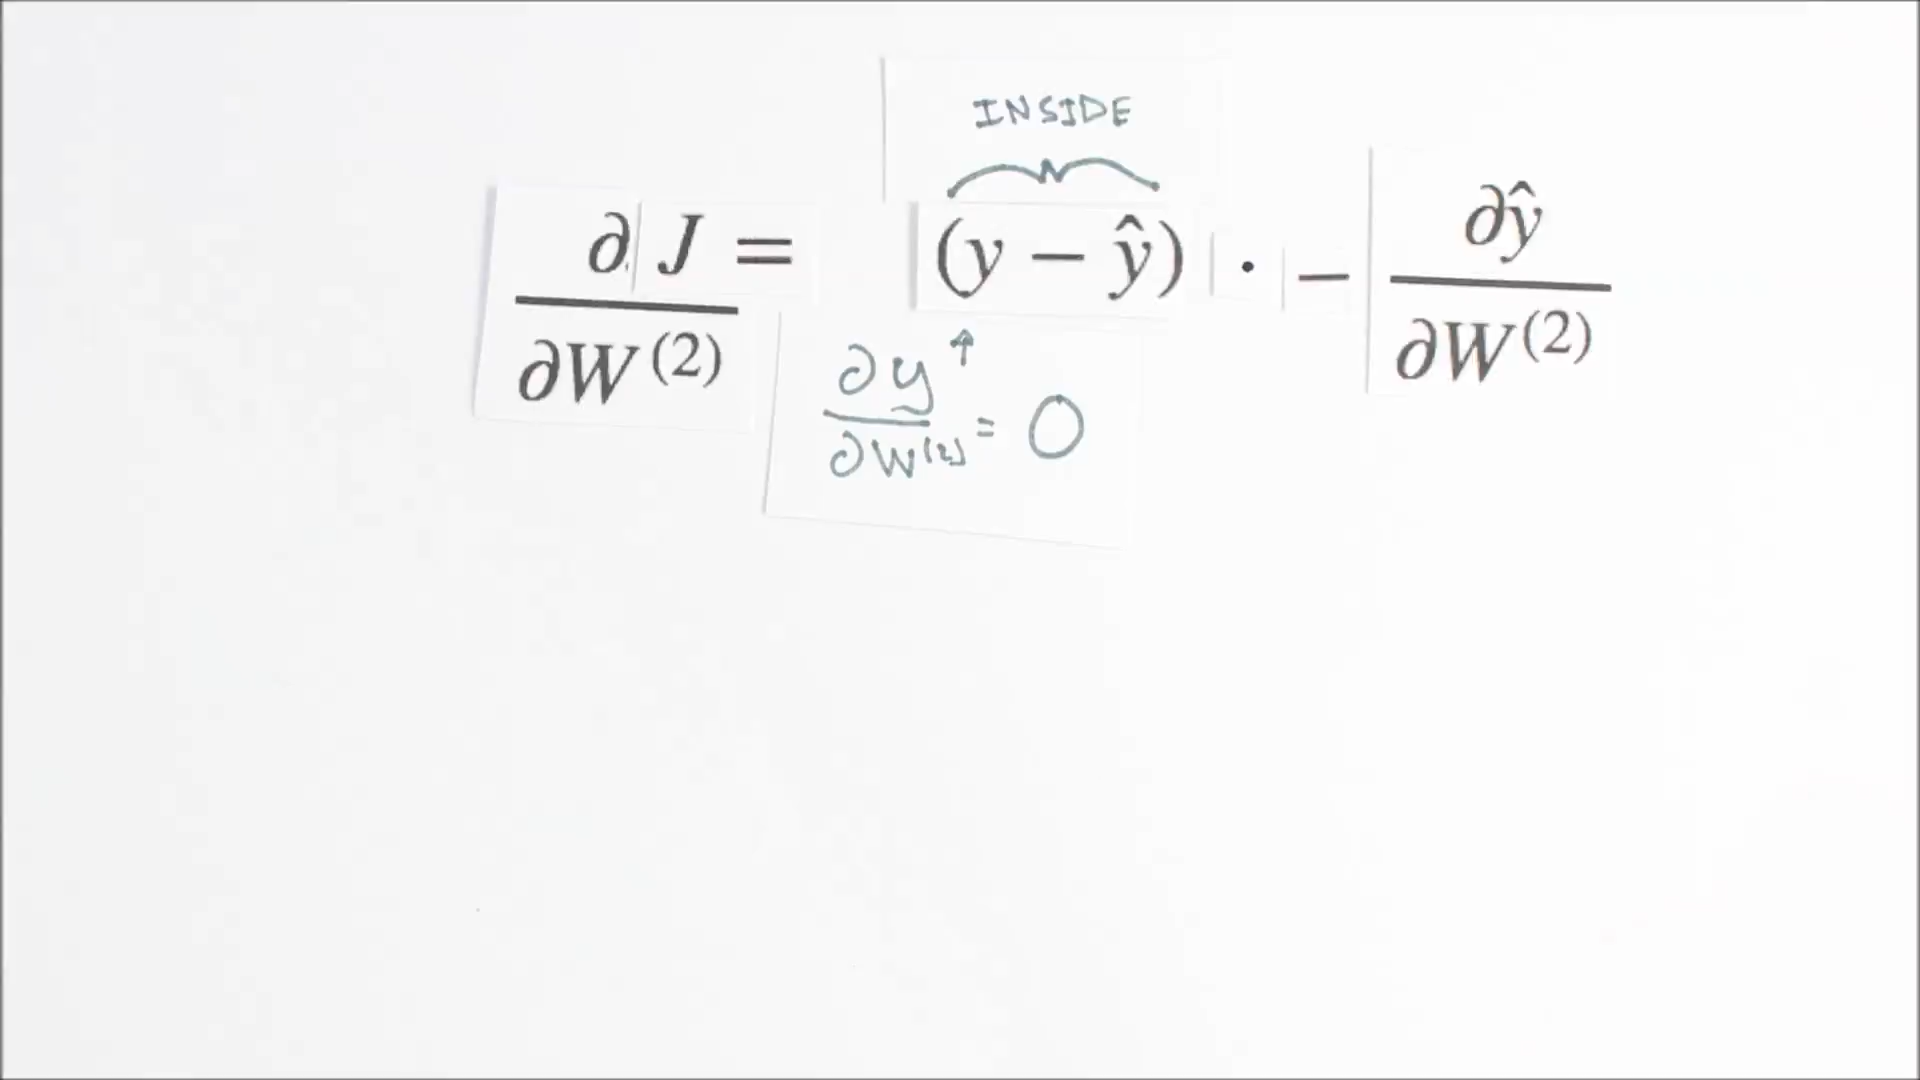 INSIDE
∂J/∂W⁽²⁾ = (y − ŷ) · − ∂ŷ/∂W⁽²⁾
↑
∂y/∂W⁽²⁾ = 0